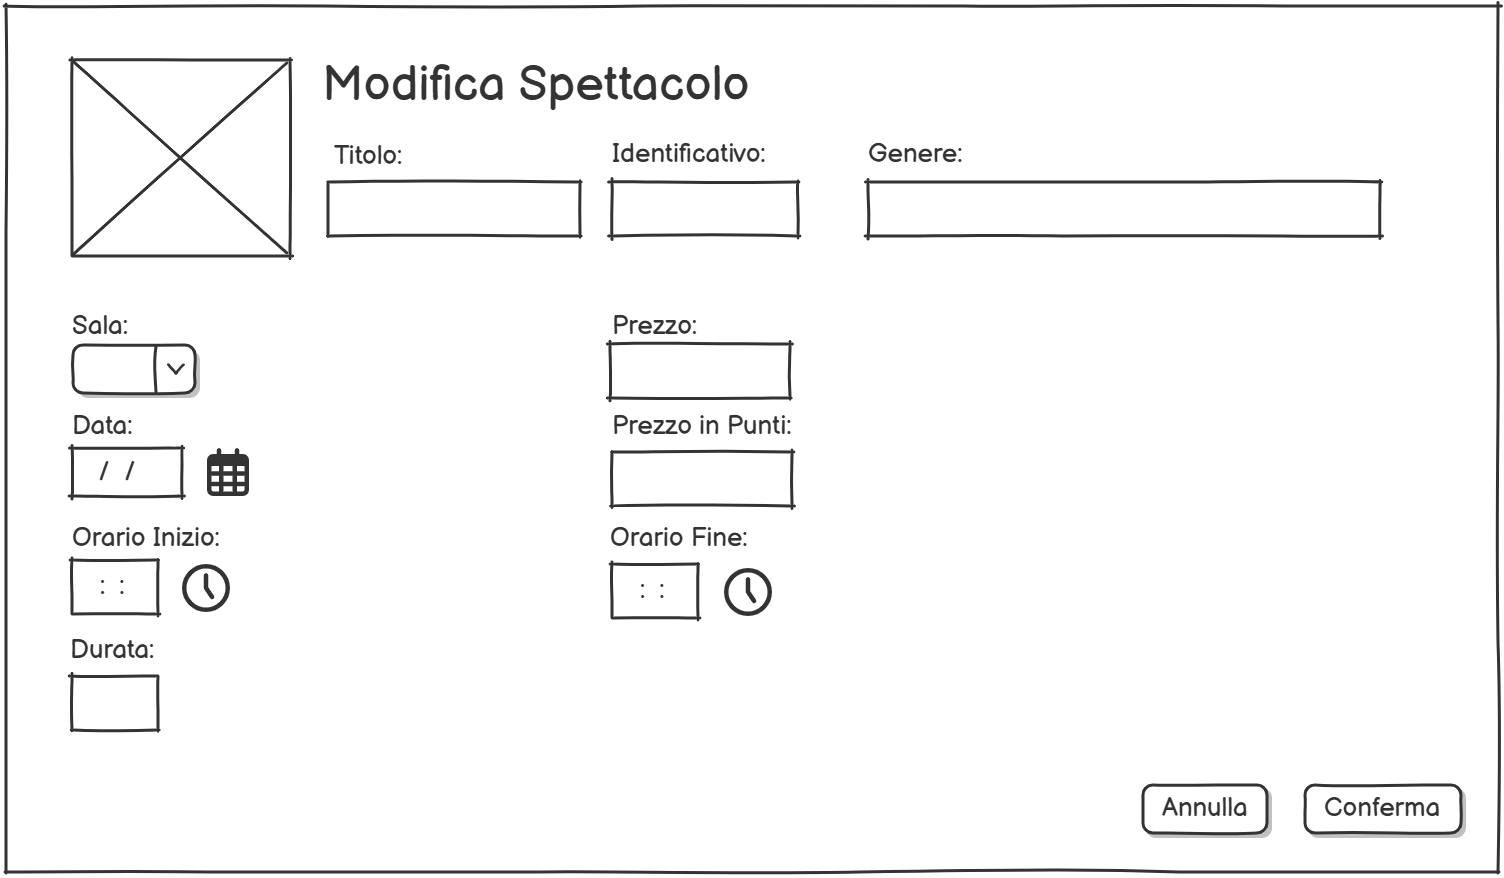 Modifica Spettacolo
Titolo: Identificativo: Genere:
Sala: Prezzo:
Data: Prezzo in Punti:
/ /
Orario Inizio: Orario Fine:
: : : :
Durata:
Annulla Conferma